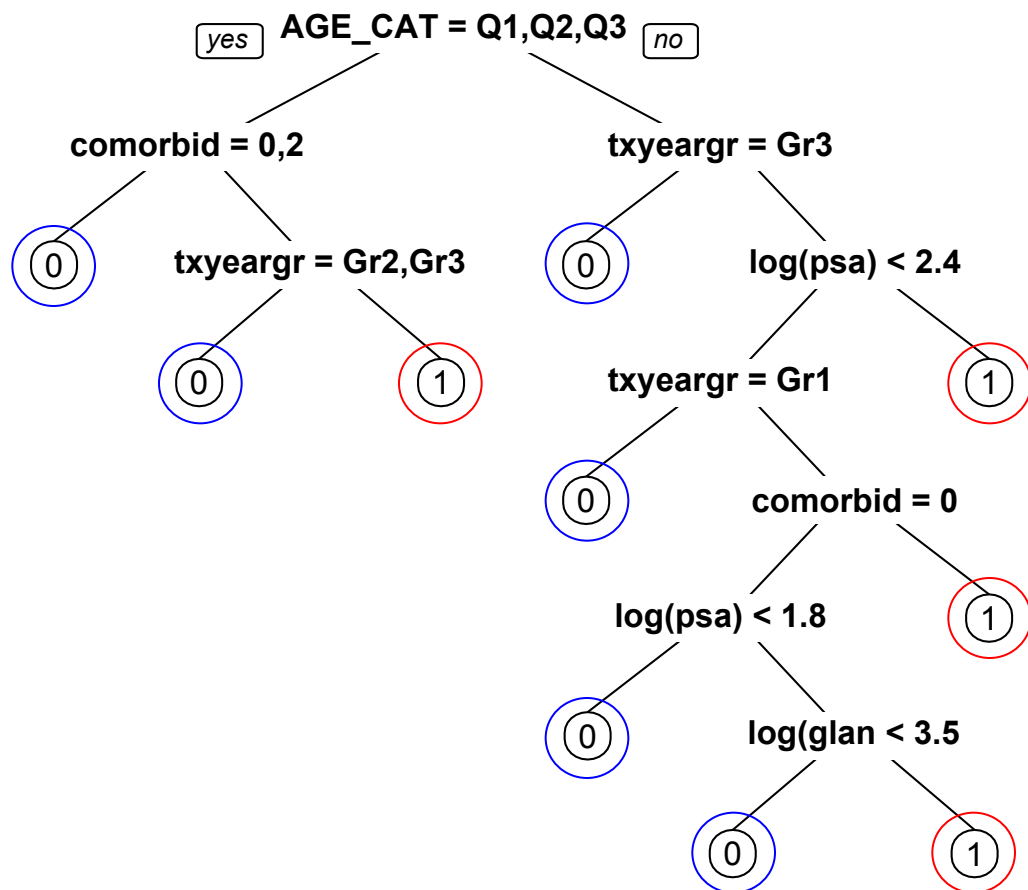 yes AGE_CAT = Q1,Q2,Q3 no
comorbid = 0,2 txyeargr = Gr3
0 txyeargr = Gr2,Gr3 0 log(psa) < 2.4
0 1 txyeargr = Gr1 1
0 comorbid = 0
log(psa) < 1.8 1
0 log(glan < 3.5
0 1